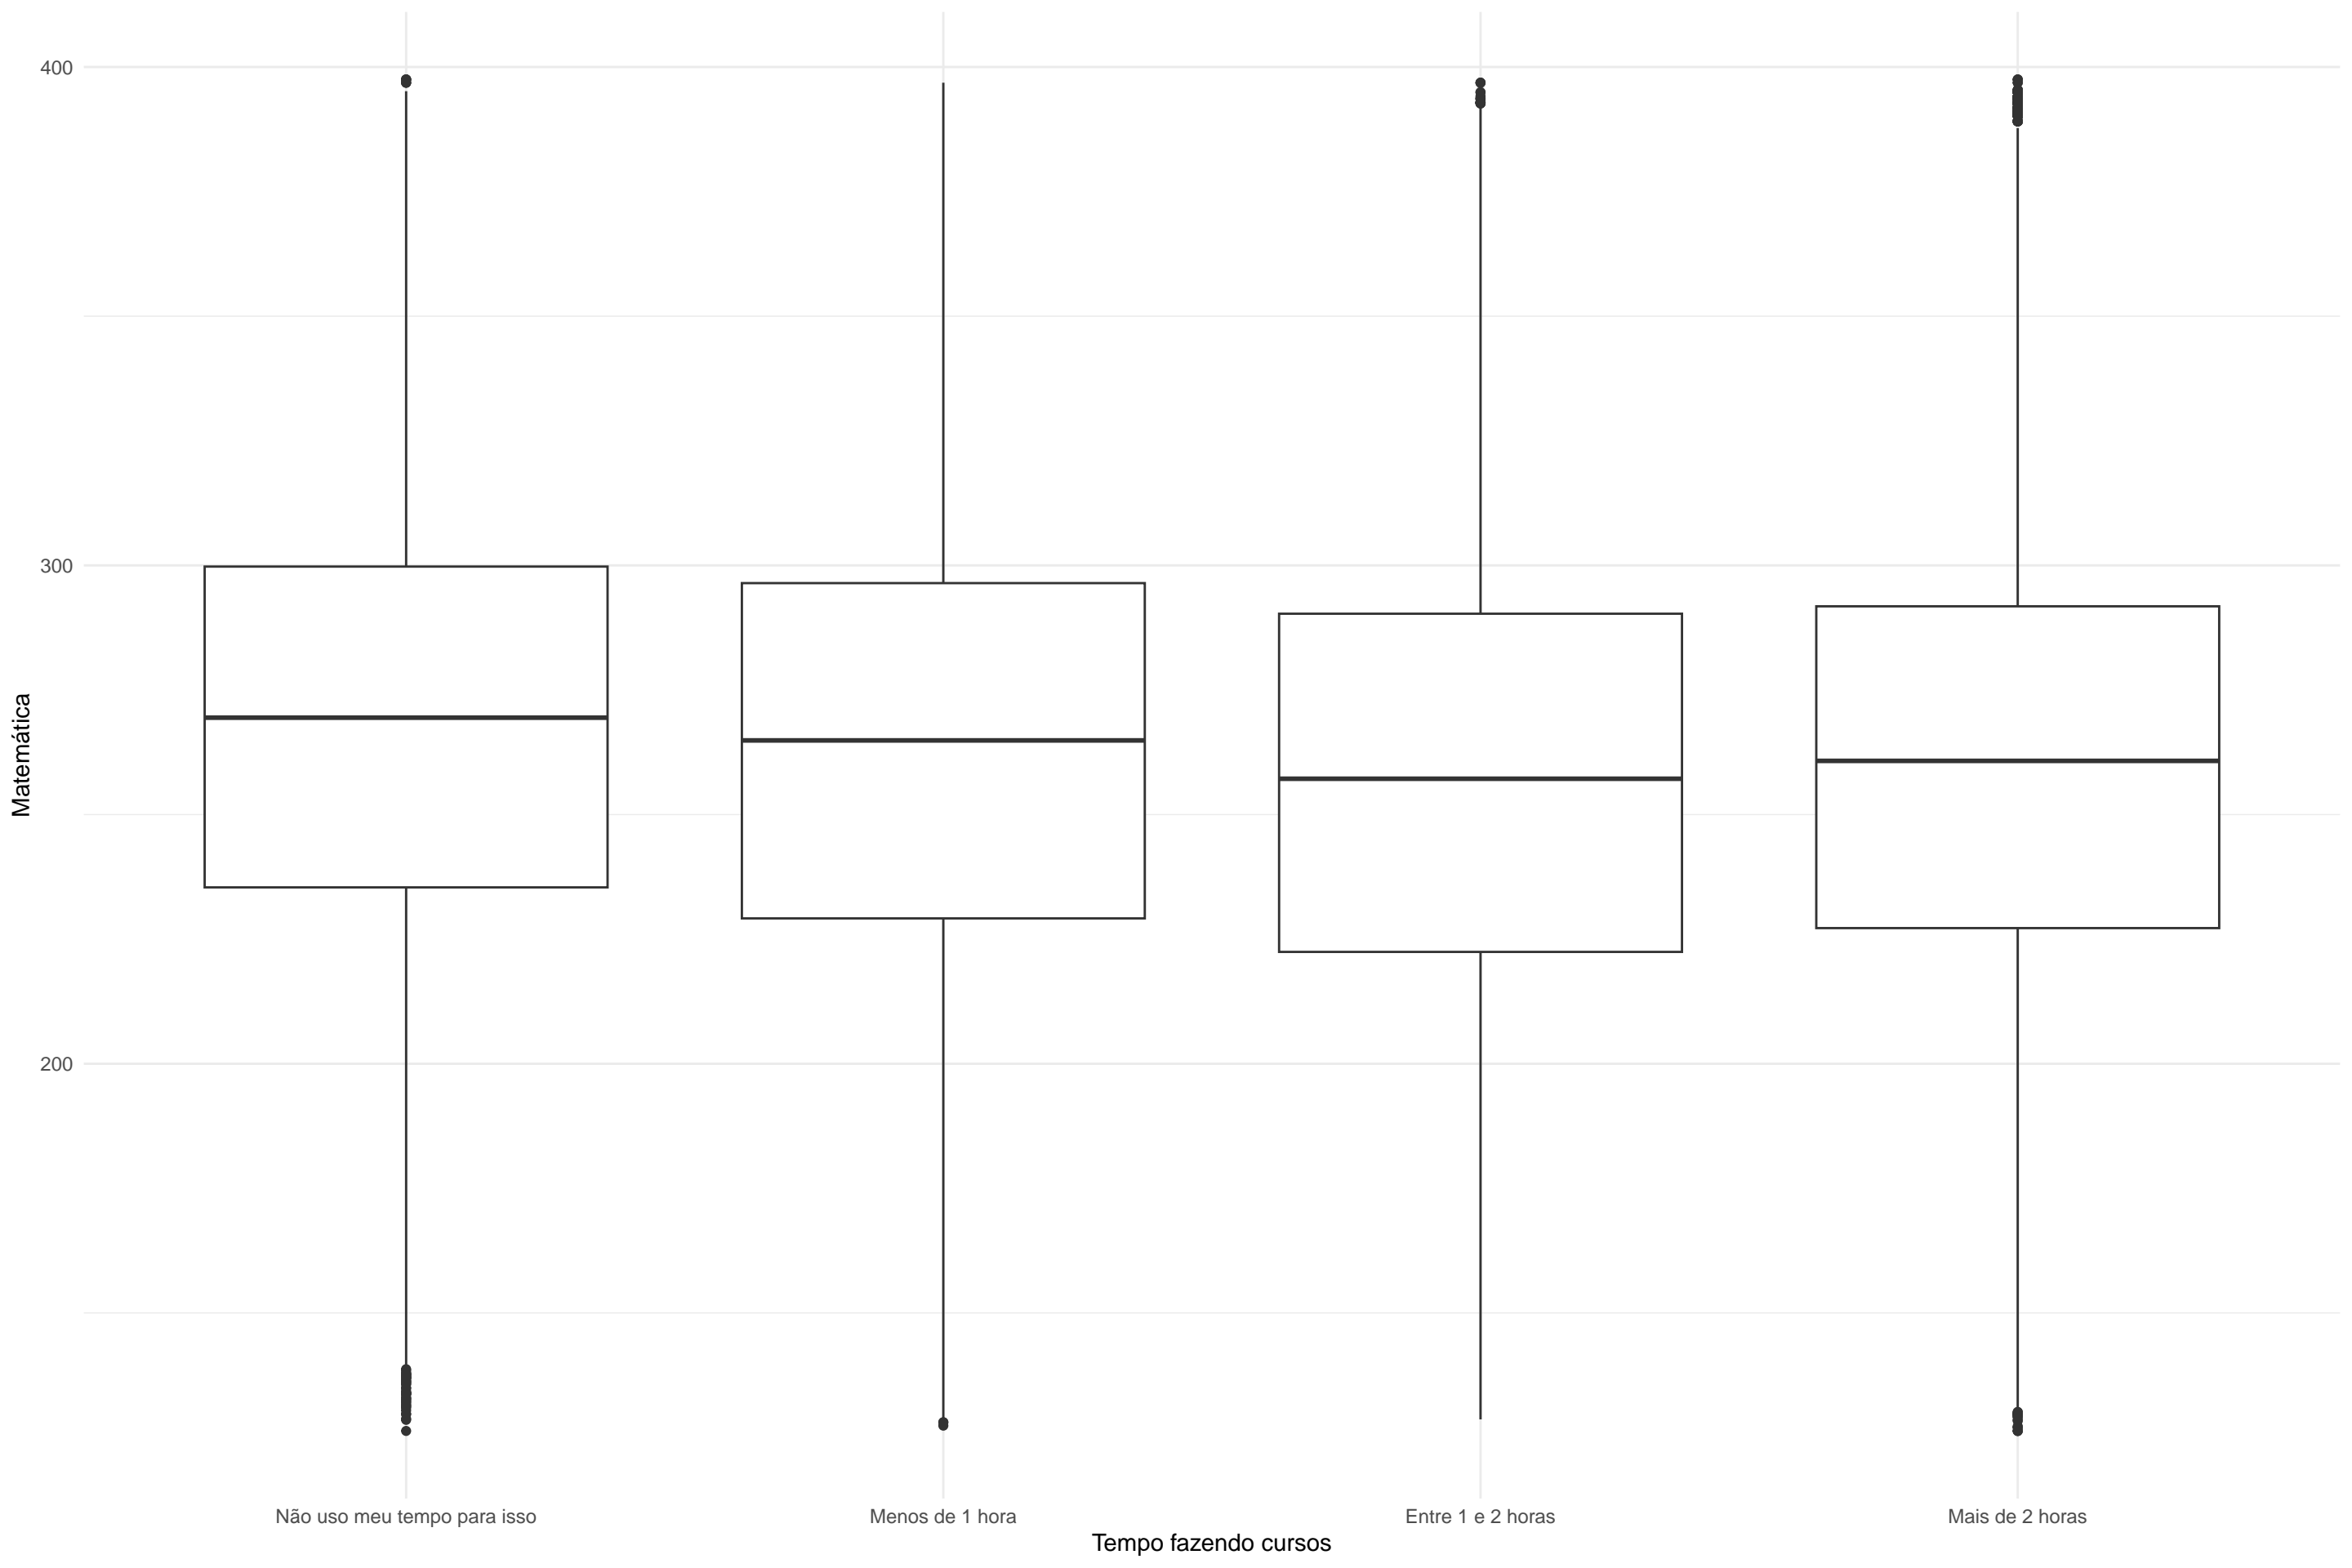 400
300
200
Matemática
Não uso meu tempo para isso
Menos de 1 hora
Entre 1 e 2 horas
Mais de 2 horas
Tempo fazendo cursos